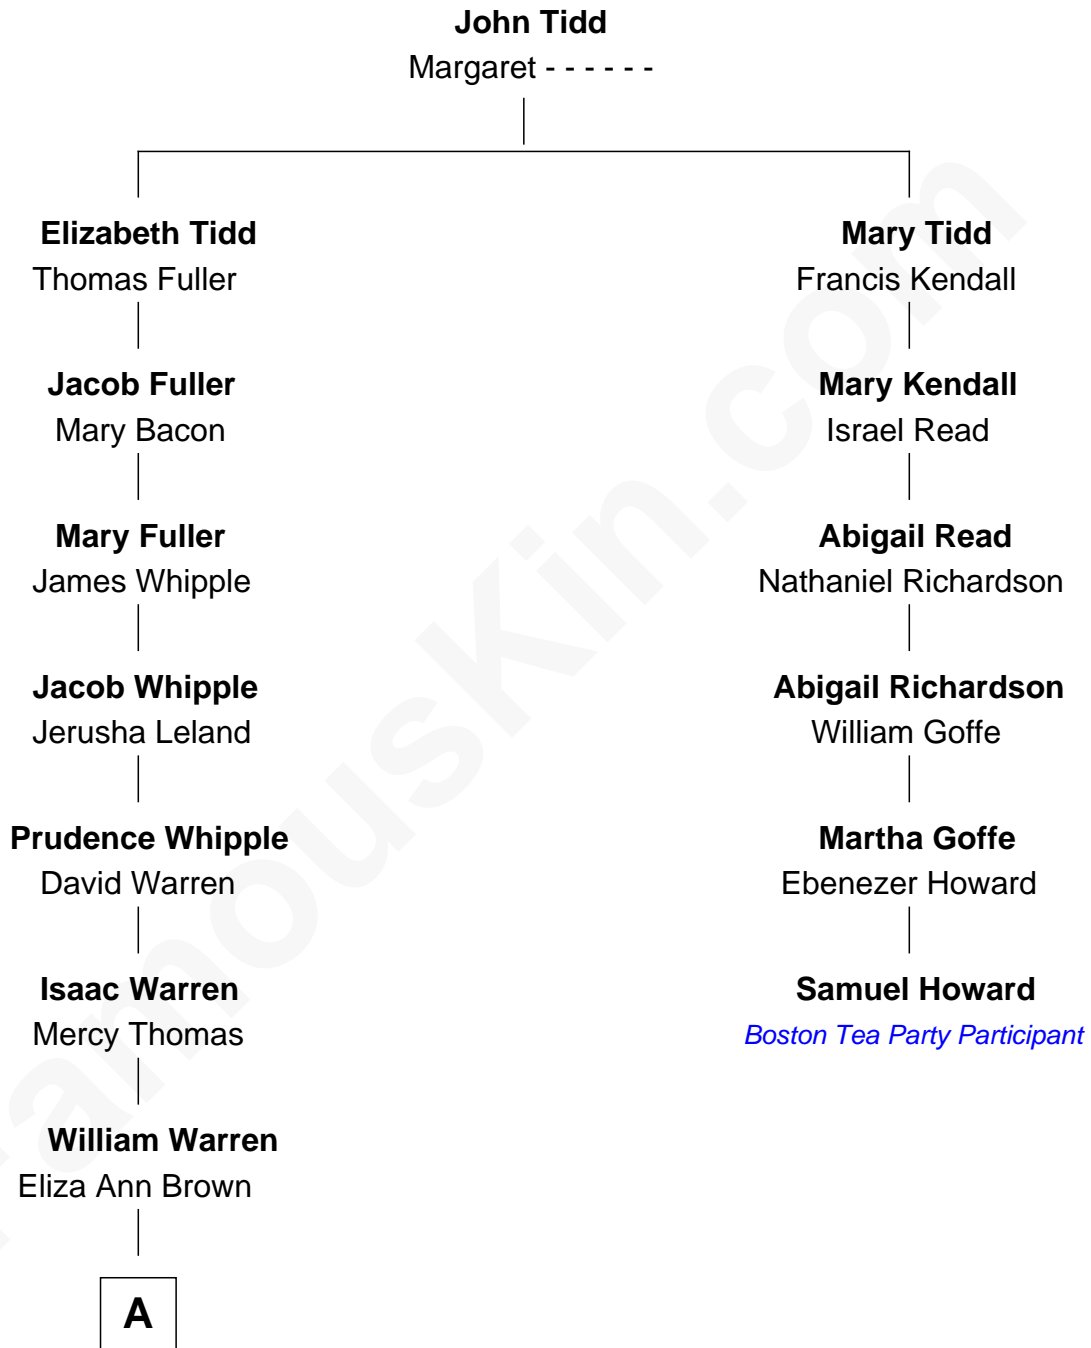 John Tidd
Margaret - - - - - -
Elizabeth Tidd
Thomas Fuller
Mary Tidd
Francis Kendall
Jacob Fuller
Mary Bacon
Mary Kendall
Israel Read
Mary Fuller
James Whipple
Abigail Read
Nathaniel Richardson
Jacob Whipple
Jerusha Leland
Abigail Richardson
William Goffe
Prudence Whipple
David Warren
Martha Goffe
Ebenezer Howard
Isaac Warren
Mercy Thomas
Samuel Howard
Boston Tea Party Participant
William Warren
Eliza Ann Brown
A
FamousKin.com